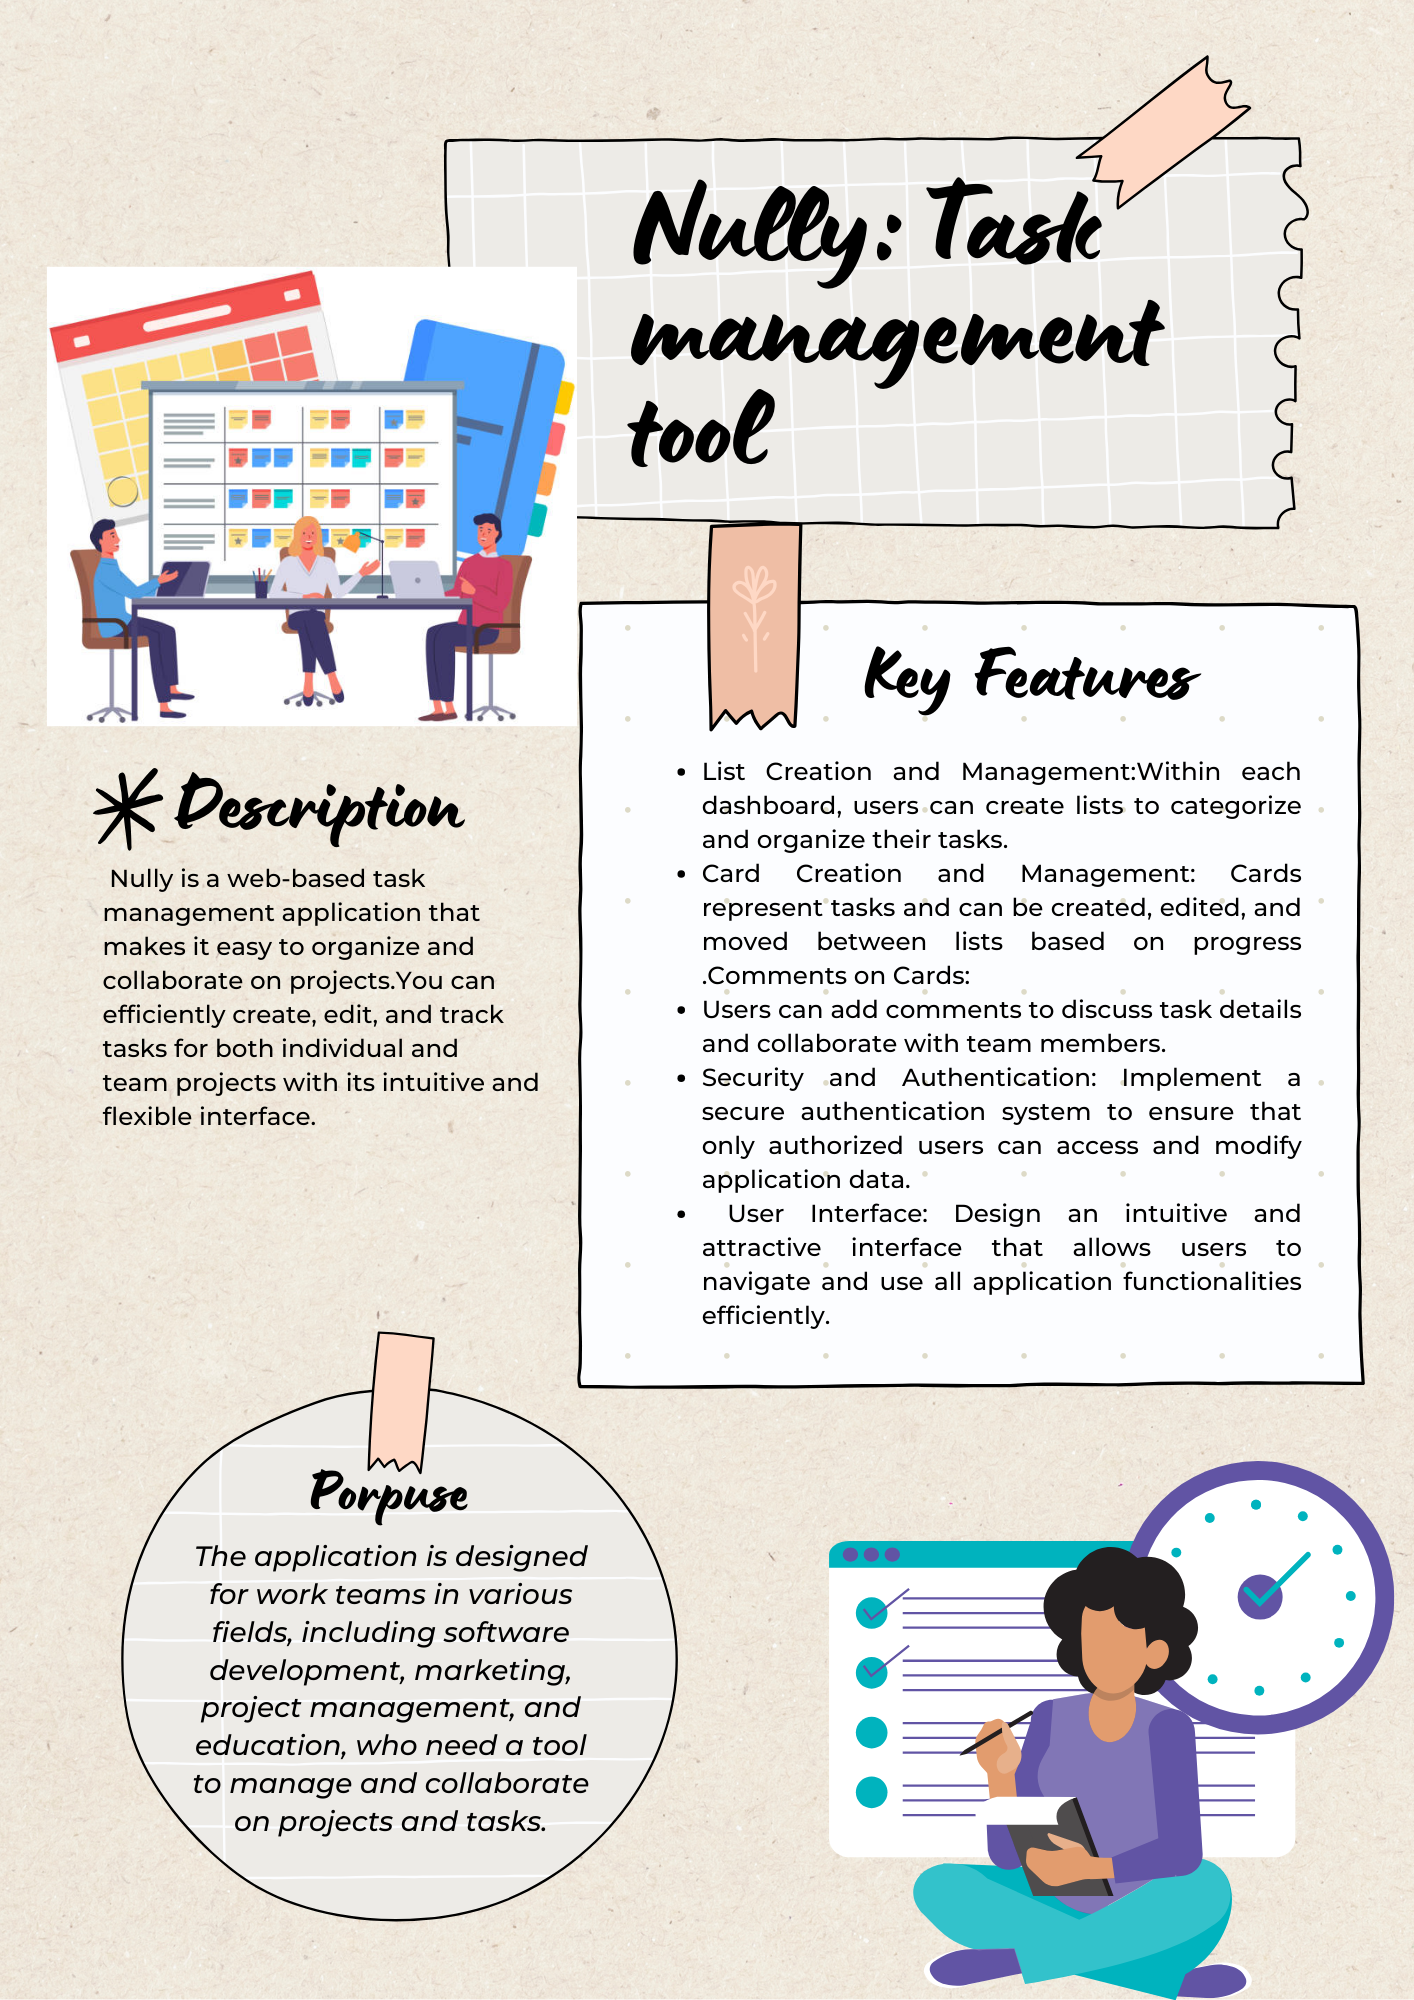 Nully: Task
management
tool
Description
Nully is a web-based task
management application that
makes it easy to organize and
collaborate on projects.You can
efficiently create, edit, and track
tasks for both individual and
team projects with its intuitive and
flexible interface.
Key Features
• List Creation and Management:Within each
dashboard, users can create lists to categorize
and organize their tasks.
• Card Creation and Management: Cards
represent tasks and can be created, edited, and
moved between lists based on progress
.Comments on Cards:
• Users can add comments to discuss task details
and collaborate with team members.
• Security and Authentication: Implement a
secure authentication system to ensure that
only authorized users can access and modify
application data.
• User Interface: Design an intuitive and
attractive interface that allows users to
navigate and use all application functionalities
efficiently.
Porpuse
The application is designed
for work teams in various
fields, including software
development, marketing,
project management, and
education, who need a tool
to manage and collaborate
on projects and tasks.